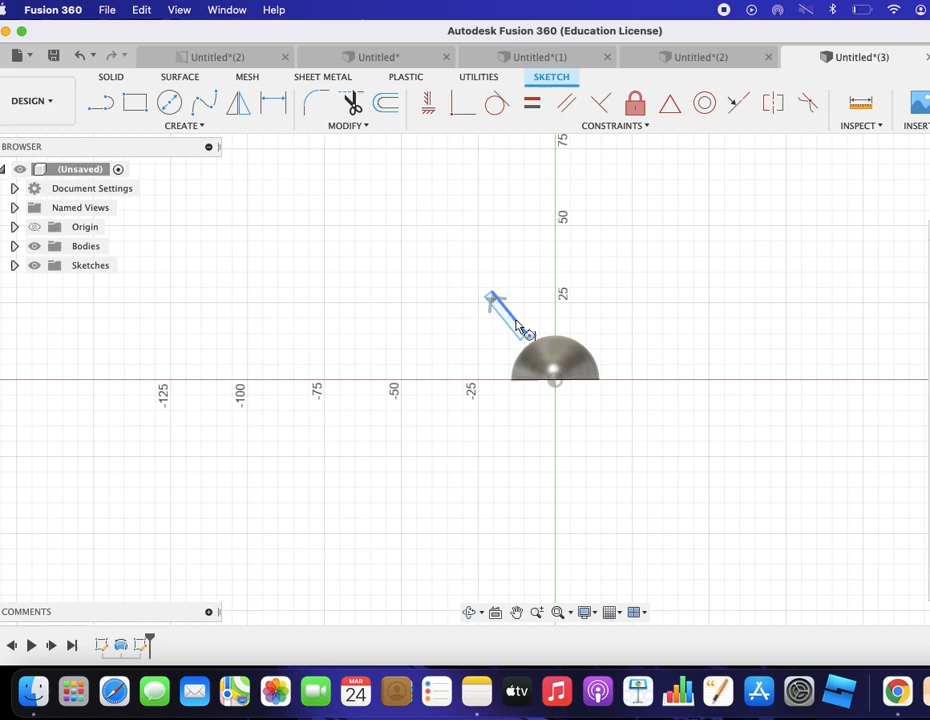 Fusion 360 File Edit View Window Help
Autodesk Fusion 360 (Education License)
Untitled*(2) Untitled* Untitled*(1) Untitled*(2) Untitled*(3)
SOLID SURFACE MESH SHEET METAL PLASTIC UTILITIES SKETCH
DESIGN
CREATE MODIFY CONSTRAINTS INSPECT INSERT
BROWSER
(Unsaved)
Document Settings
Named Views
Origin
Bodies
Sketches
75
50
25
-125 -100 -75 -50 -25
COMMENTS
MAR
24
tv